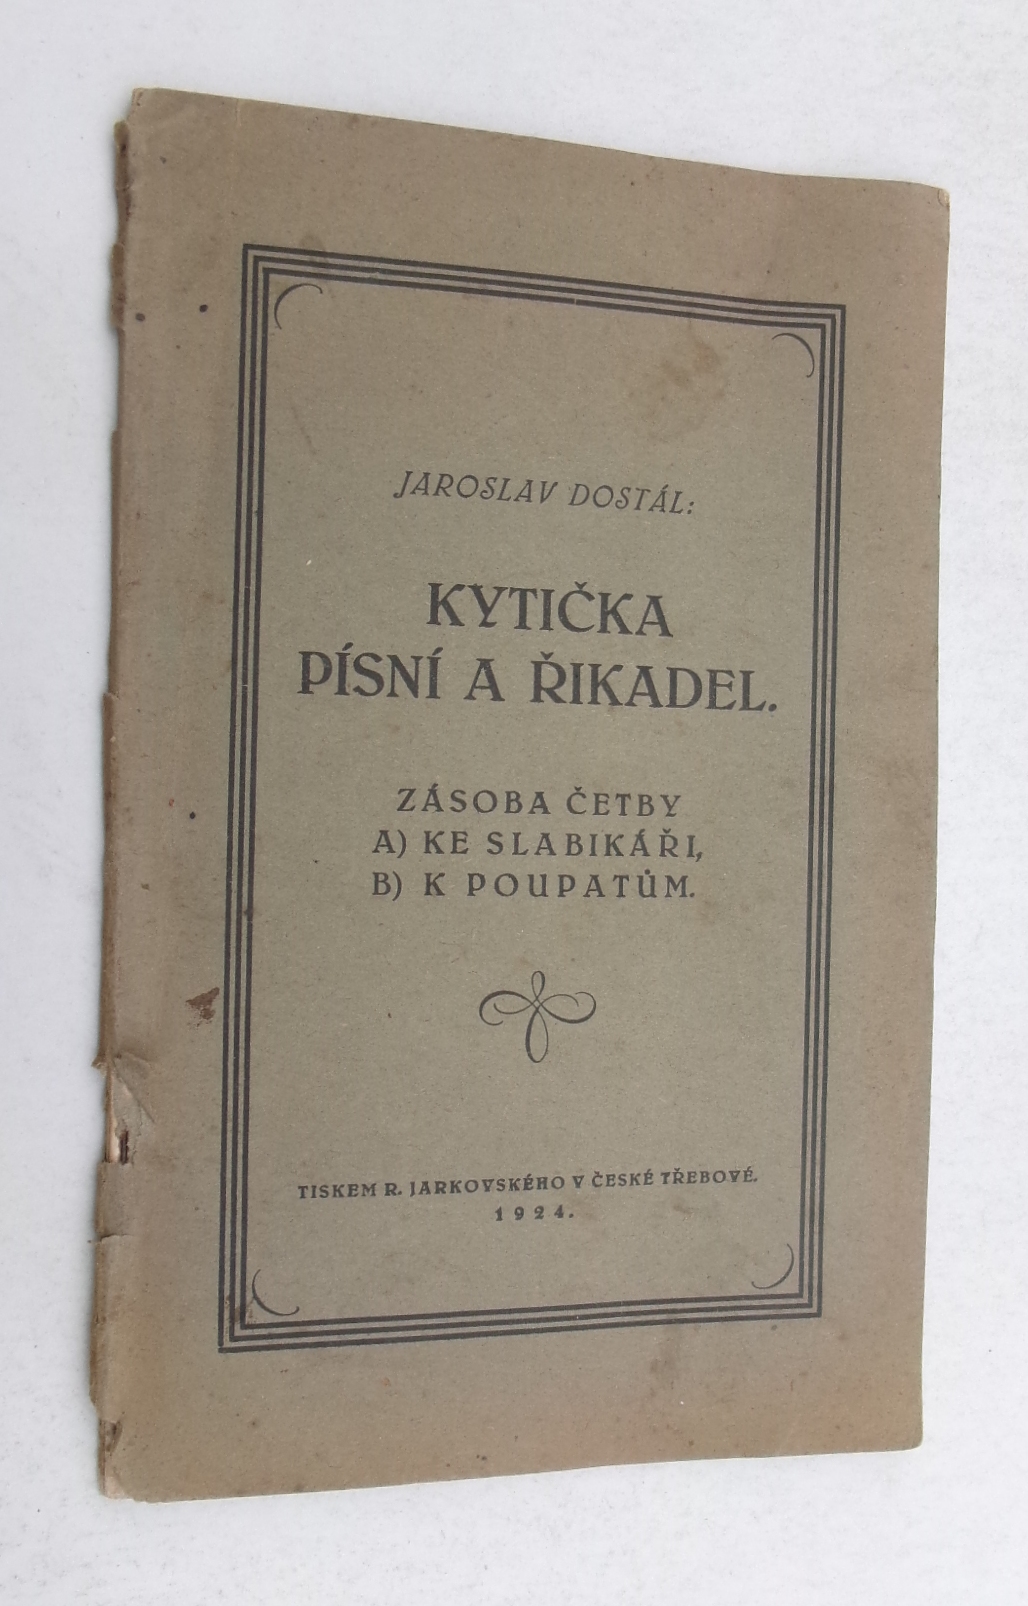 JAROSLAV DOSTÁL:
KYTIČKA
PÍSNÍ A ŘIKADEL.
ZÁSOBA ČETBY
A) KE SLABIKÁŘI,
B) K POUPATŮM.
TISKEM R. JARKOVSKÉHO V ČESKÉ TŘEBOVÉ.
1924.